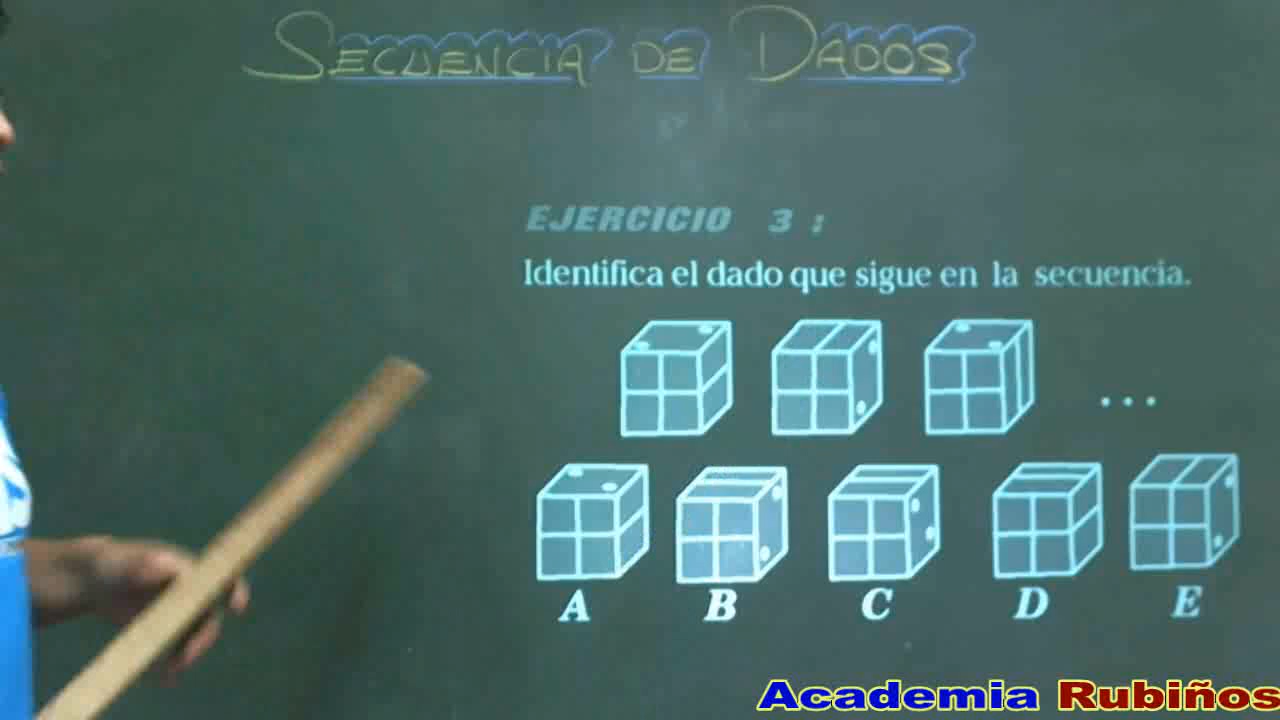 SECUENCIA DE DADOS
EJERCICIO 3 :
Identifica el dado que sigue en la secuencia.
...
A B C D E
Academia Rubiños